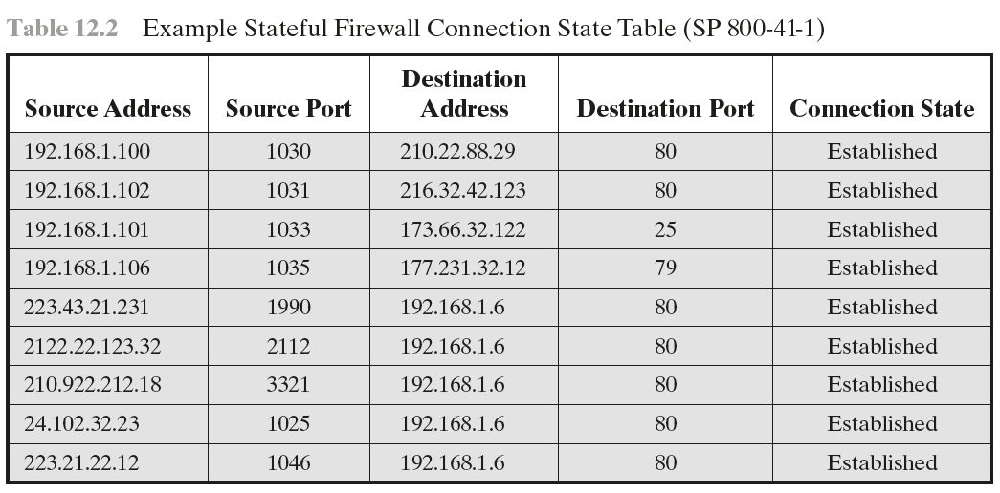 Table 12.2 Example Stateful Firewall Connection State Table (SP 800-41-1)
Source Address Source Port Destination Address Destination Port Connection State
192.168.1.100 1030 210.22.88.29 80 Established
192.168.1.102 1031 216.32.42.123 80 Established
192.168.1.101 1033 173.66.32.122 25 Established
192.168.1.106 1035 177.231.32.12 79 Established
223.43.21.231 1990 192.168.1.6 80 Established
2122.22.123.32 2112 192.168.1.6 80 Established
210.922.212.18 3321 192.168.1.6 80 Established
24.102.32.23 1025 192.168.1.6 80 Established
223.21.22.12 1046 192.168.1.6 80 Established